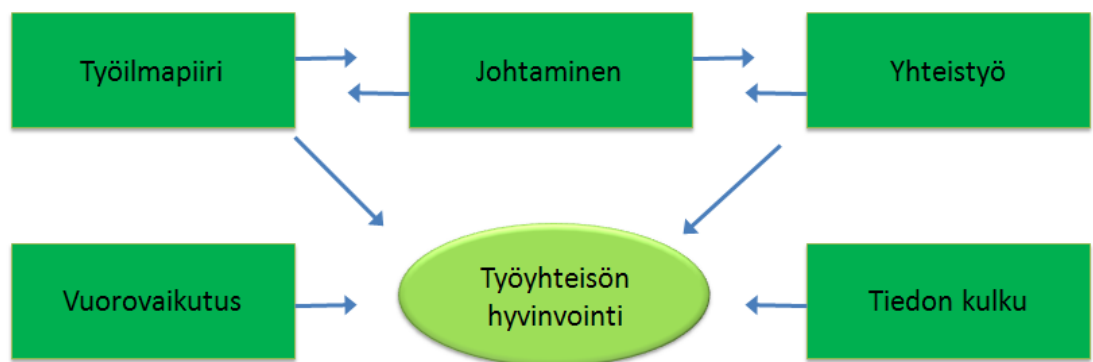 Työilmapiiri
Johtaminen
Yhteistyö
Vuorovaikutus
Työyhteisön
hyvinvointi
Tiedon kulku